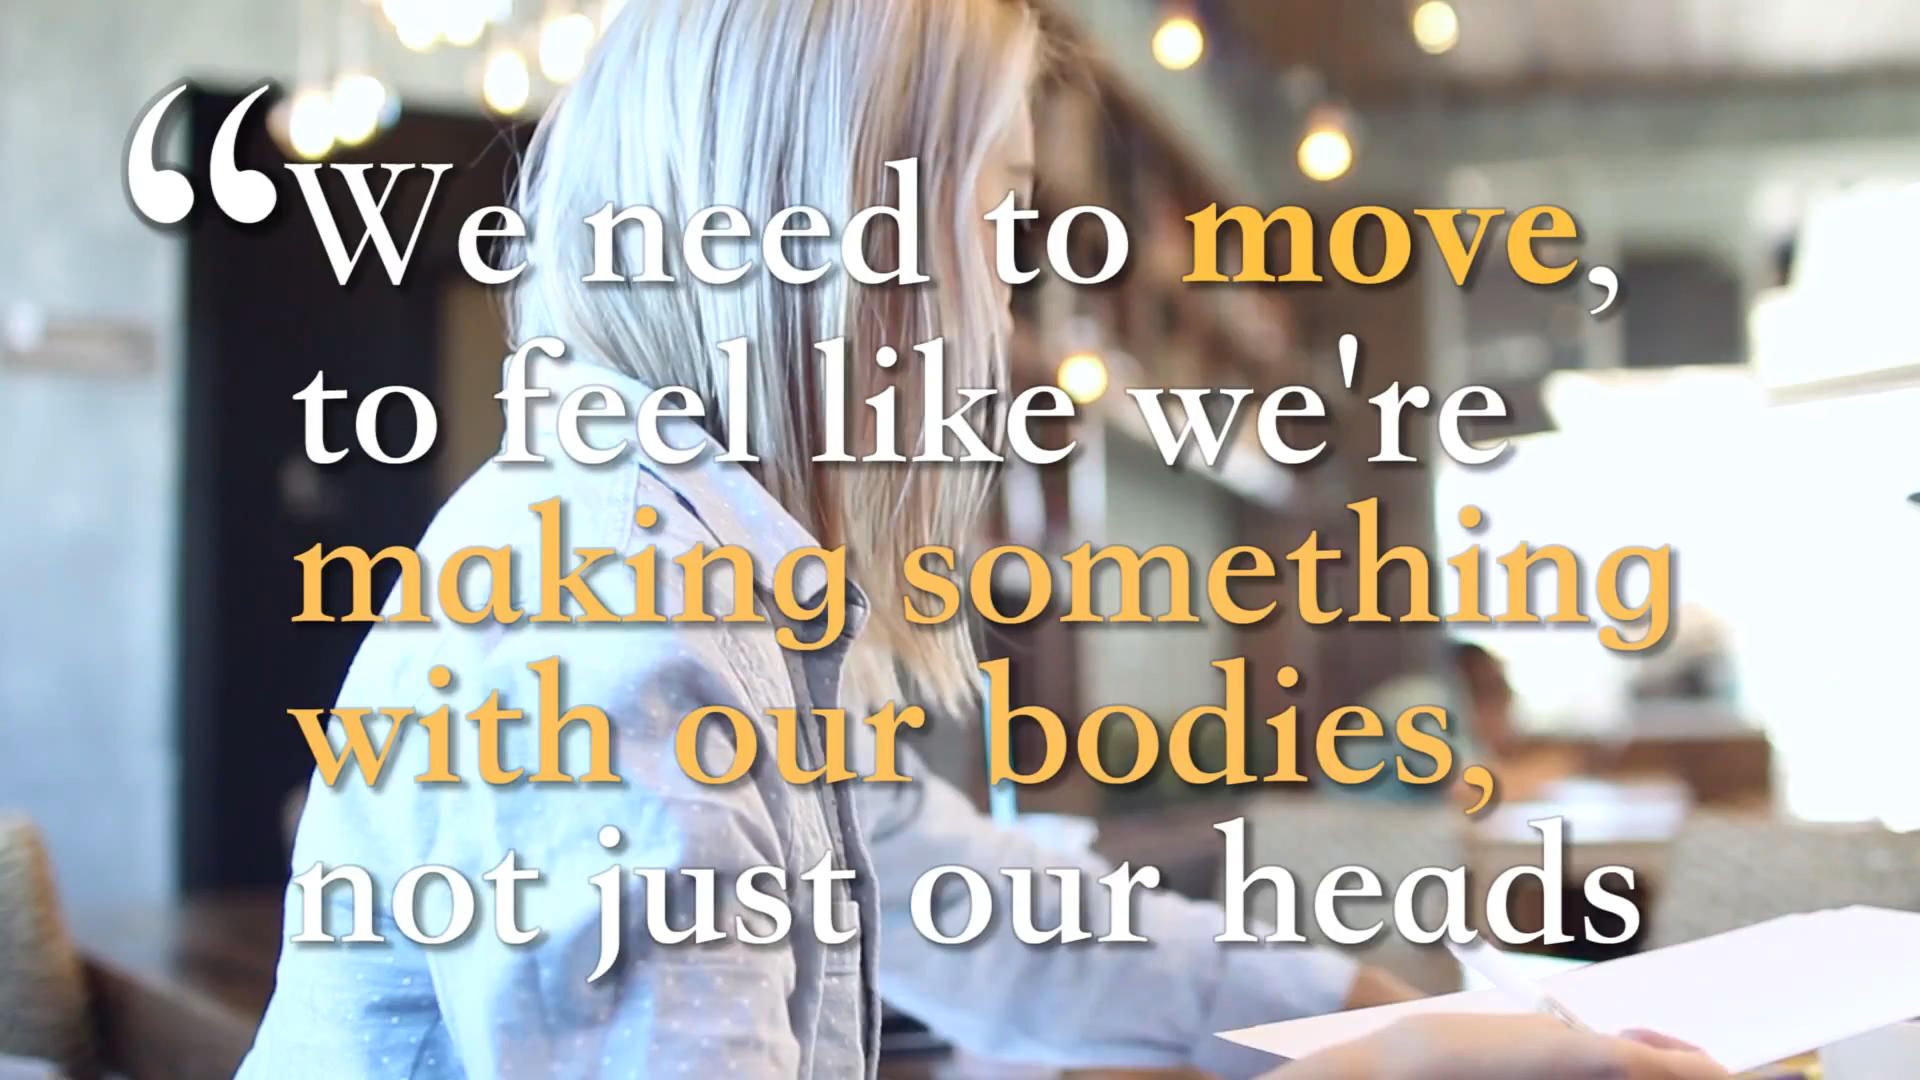 “We need to move,
to feel like we're
making something
with our bodies,
not just our heads